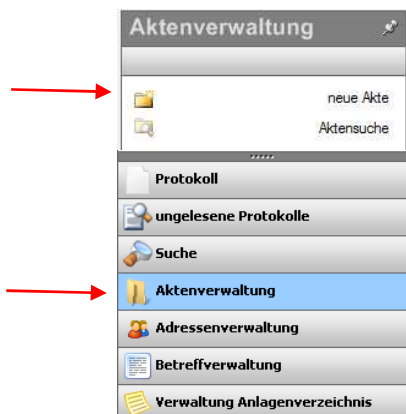 Aktenverwaltung
neue Akte
Aktensuche
Protokoll
ungelesene Protokolle
Suche
Aktenverwaltung
Adressenverwaltung
Betreffverwaltung
Verwaltung Anlagenverzeichnis